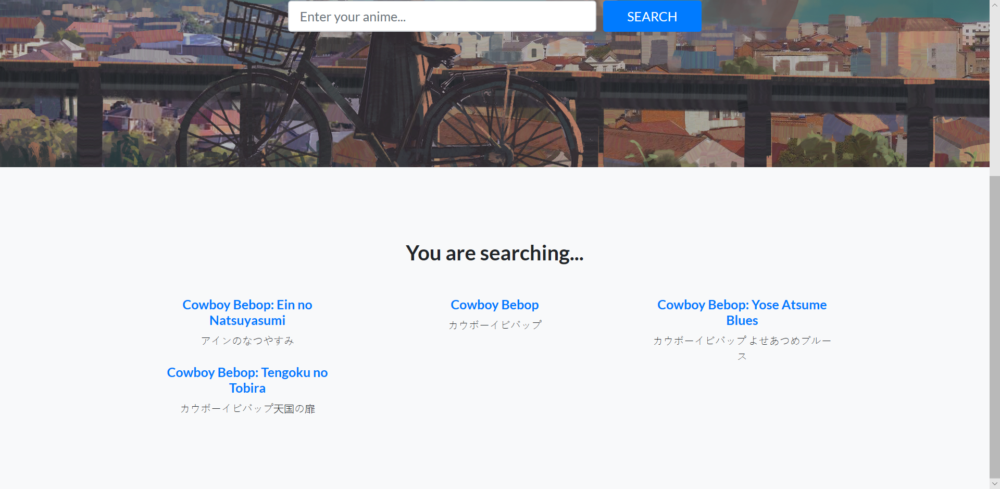 Enter your anime...
SEARCH
You are searching...
Cowboy Bebop: Ein no
Natsuyasumi
アインのなつやすみ
Cowboy Bebop
カウボーイビバップ
Cowboy Bebop: Yose Atsume
Blues
カウボーイビバップ よせあつめブルー
ス
Cowboy Bebop: Tengoku no
Tobira
カウボーイビバップ天国の扉